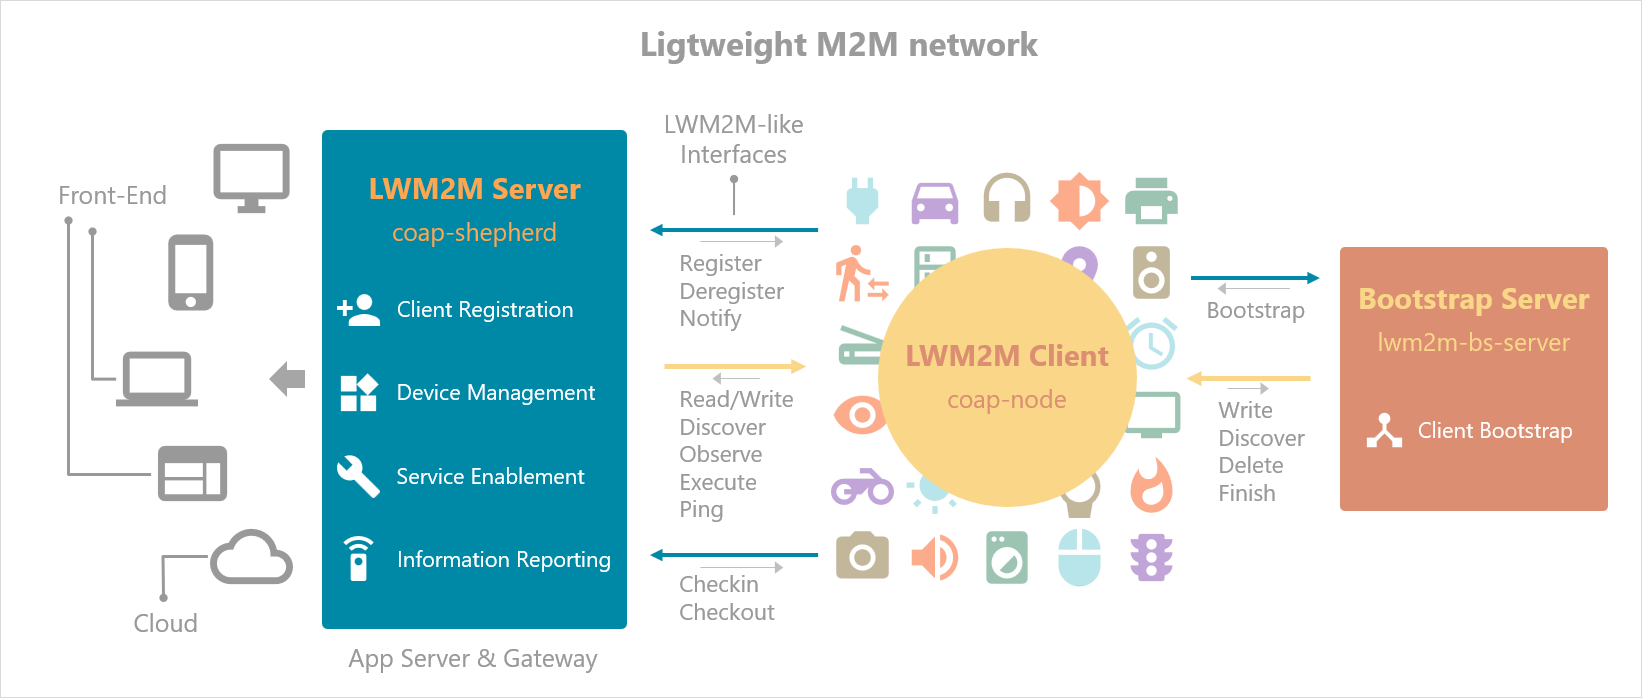 Ligtweight M2M network
Front-End
Cloud
LWM2M Server
coap-shepherd
Client Registration
Device Management
Service Enablement
Information Reporting
App Server & Gateway
LWM2M-like
Interfaces
Register
Deregister
Notify
Read/Write
Discover
Observe
Execute
Ping
Checkin
Checkout
LWM2M Client
coap-node
Bootstrap
Write
Discover
Delete
Finish
Bootstrap Server
lwm2m-bs-server
Client Bootstrap